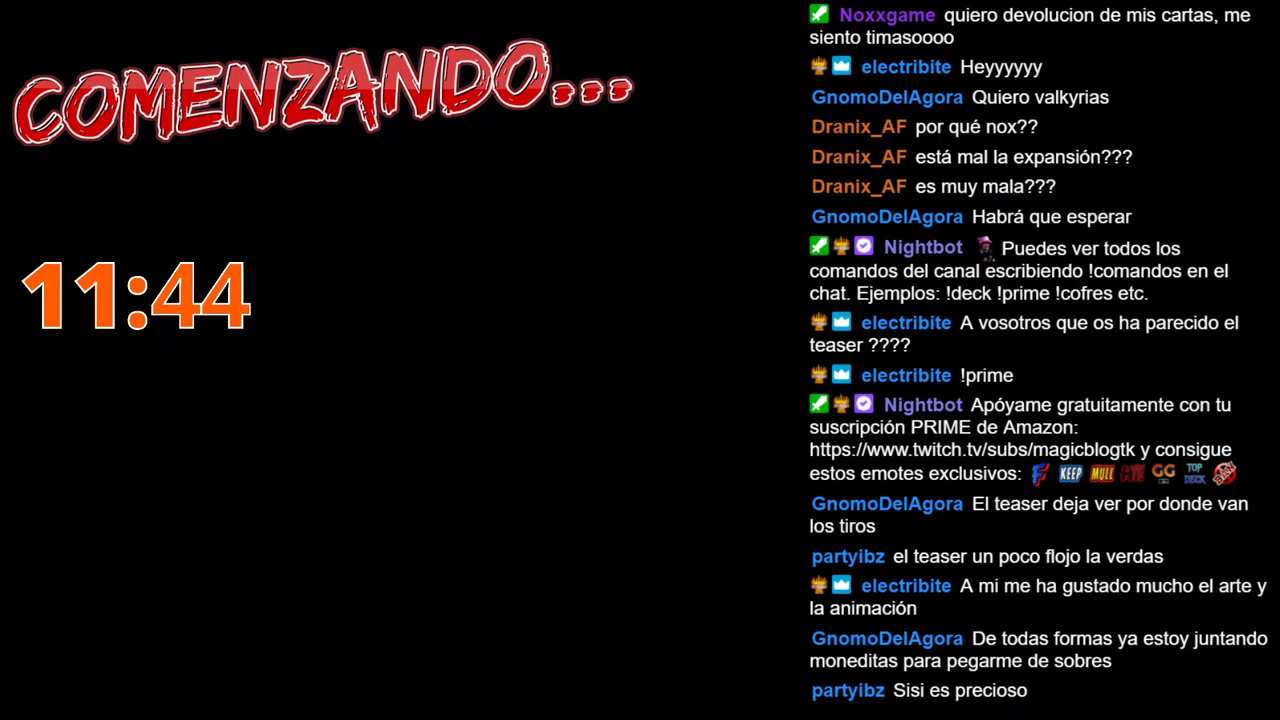 COMENZANDO...
11:44
Noxxgame quiero devolucion de mis cartas, me
siento timasoooo
electribite Heyyyyyy
GnomoDelAgora Quiero valkyrias
Dranix_AF por qué nox??
Dranix_AF está mal la expansión???
Dranix_AF es muy mala???
GnomoDelAgora Habrá que esperar
Nightbot Puedes ver todos los
comandos del canal escribiendo !comandos en el
chat. Ejemplos: !deck !prime !cofres etc.
electribite A vosotros que os ha parecido el
teaser ????
electribite !prime
Nightbot Apóyame gratuitamente con tu
suscripción PRIME de Amazon:
https://www.twitch.tv/subs/magicblogtk y consigue
estos emotes exclusivos: F KEEP MULL GG TOP DECK
GnomoDelAgora El teaser deja ver por donde van
los tiros
partyibz el teaser un poco flojo la verdas
electribite A mi me ha gustado mucho el arte y
la animación
GnomoDelAgora De todas formas ya estoy juntando
moneditas para pegarme de sobres
partyibz Sisi es precioso